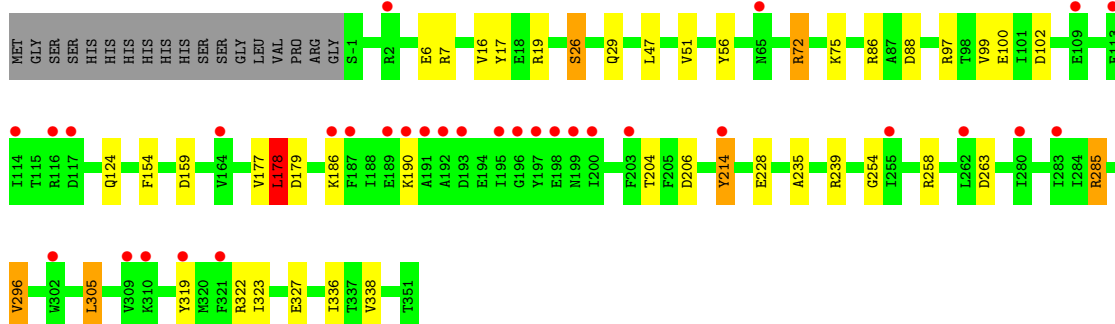 MET GLY SER SER HIS HIS HIS HIS HIS HIS SER SER GLY LEU VAL PRO ARG GLY S-1 R2 E6 R7 V16 Y17 E18 R19 S26 Q29 L47 V51 Y56 N65 R72 K75 R86 A87 D88 R97 T98 V99 E100 I101 D102 E109
I114 T115 R116 D117 Q124 F154 D159 V164 V177 L178 D179 K186 F187 I188 E189 K190 A191 A192 D193 E194 I195 G196 Y197 E198 N199 I200 F203 T204 F205 D206 Y214 E228 A235 R239 G254 I255 R258 L262 D263 I280 I283 I284 R285
V296 W302 L305 V309 K310 Y319 M320 F321 R322 I323 E327 I336 T337 V338 T351